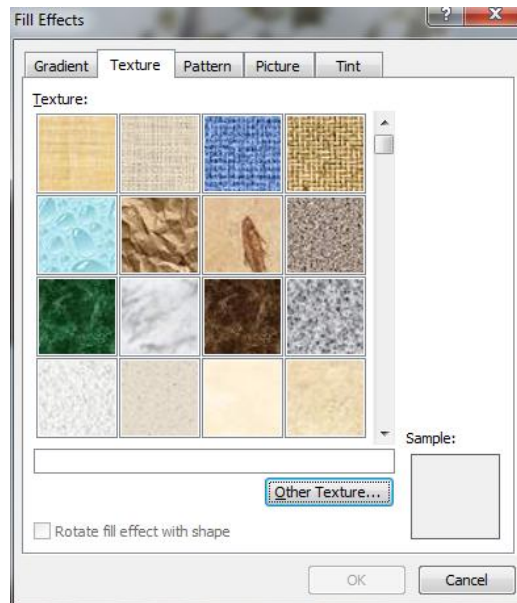 Fill Effects
? X
Gradient Texture Pattern Picture Tint
Texture:
Sample:
Other Texture...
Rotate fill effect with shape
OK Cancel